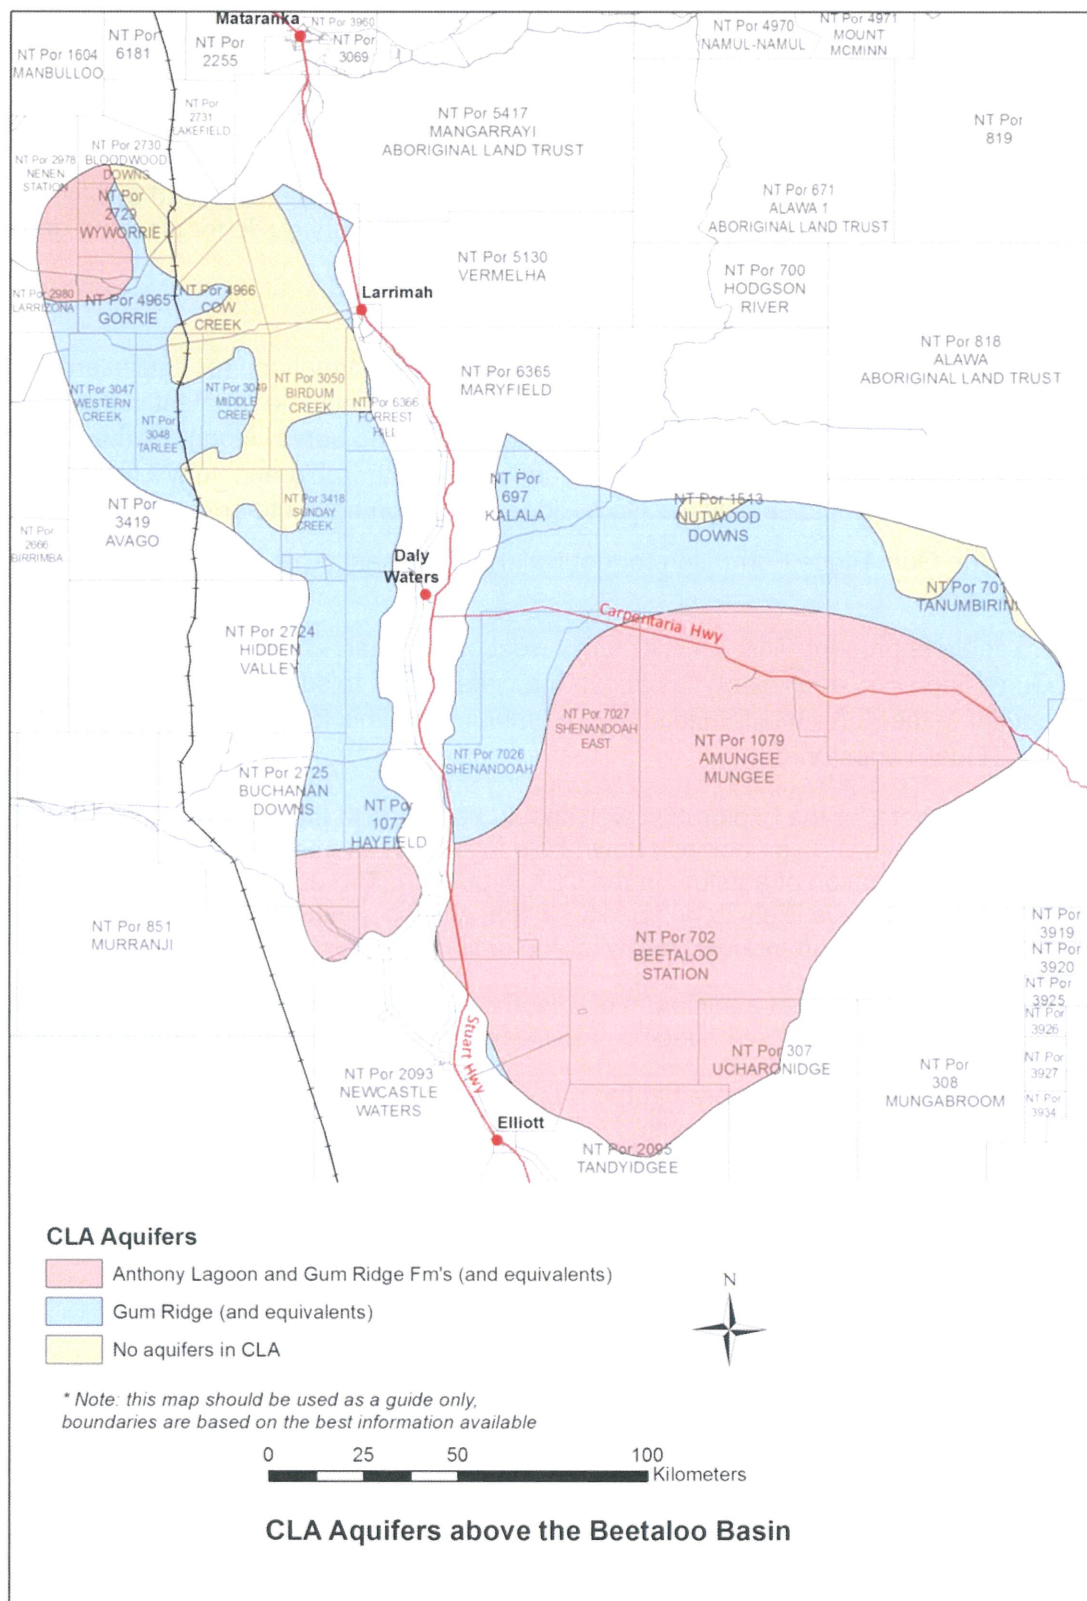 Mataranka
NT Por 3960
NT Por
3069
NT Por
6181
NT Por
2255
NT Por 1604
MANBULLOO
NT Por 4970
NAMUL-NAMUL
NT Por 4971
MOUNT
MCMINN
NT Por
2731
LAKEFIELD
NT Por 5417
MANGARRAYI
ABORIGINAL LAND TRUST
NT Por
819
NT Por 2730
BLOODWOOD
DOWNS
NT Por 2978
NENEN
STATION
NT Por
2729
WYWORRIE
NT Por 671
ALAWA 1
ABORIGINAL LAND TRUST
NT Por 5130
VERMELHA
NT Por 700
HODGSON
RIVER
NT Por 2980
LARRIZONA
NT Por 4965
GORRIE
NT Por 4966
COW
CREEK
Larrimah
NT Por 818
ALAWA
ABORIGINAL LAND TRUST
NT Por 6365
MARYFIELD
NT Por 3047
WESTERN
CREEK
NT Por
3048
TARLEE
NT Por 3049
MIDDLE
CREEK
NT Por 3050
BIRDUM
CREEK
NT Por 6366
FORREST
HILL
NT Por
697
KALALA
NT Por 1513
NUTWOOD
DOWNS
NT Por
3419
AVAGO
NT Por 3418
SUNDAY
CREEK
NT Por
2666
BIRRIMBA
Daly
Waters
NT Por 701
TANUMBIRINI
Carpentaria Hwy
NT Por 2724
HIDDEN
VALLEY
NT Por 7027
SHENANDOAH
EAST
NT Por 1079
AMUNGEE
MUNGEE
NT Por 7026
SHENANDOAH
NT Por 2725
BUCHANAN
DOWNS
NT Por
1077
HAYFIELD
NT Por 851
MURRANJI
NT Por 702
BEETALOO
STATION
NT Por
3919
NT Por
3920
NT Por
3925
NT Por
3926
NT Por
3927
NT Por
3934
Stuart Hwy
NT Por 307
UCHARONIDGE
NT Por
308
MUNGABROOM
NT Por 2093
NEWCASTLE
WATERS
Elliott
NT Por 2095
TANDYIDGEE
CLA Aquifers
Anthony Lagoon and Gum Ridge Fm's (and equivalents)
Gum Ridge (and equivalents)
No aquifers in CLA
N
* Note: this map should be used as a guide only,
boundaries are based on the best information available
0 25 50 100
Kilometers
CLA Aquifers above the Beetaloo Basin